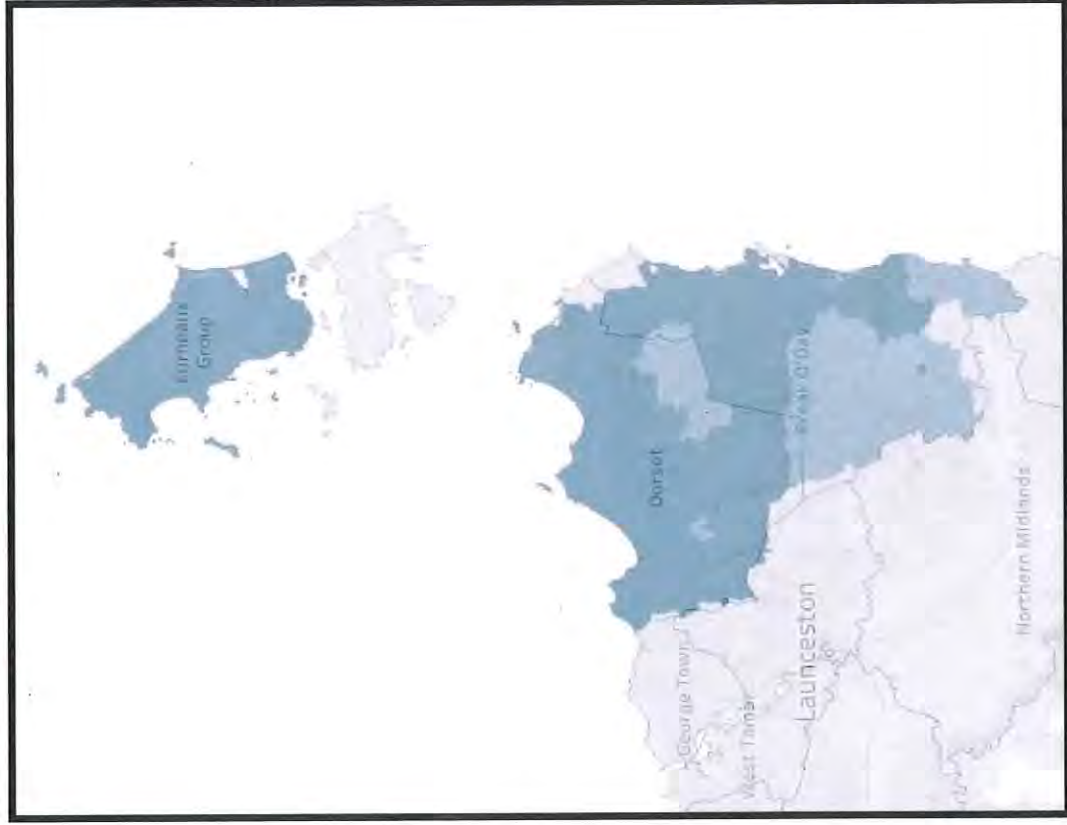 Furneaux
Group
Dorset
Break O'Day
George Town
West Tamar
Launceston
Northern Midlands